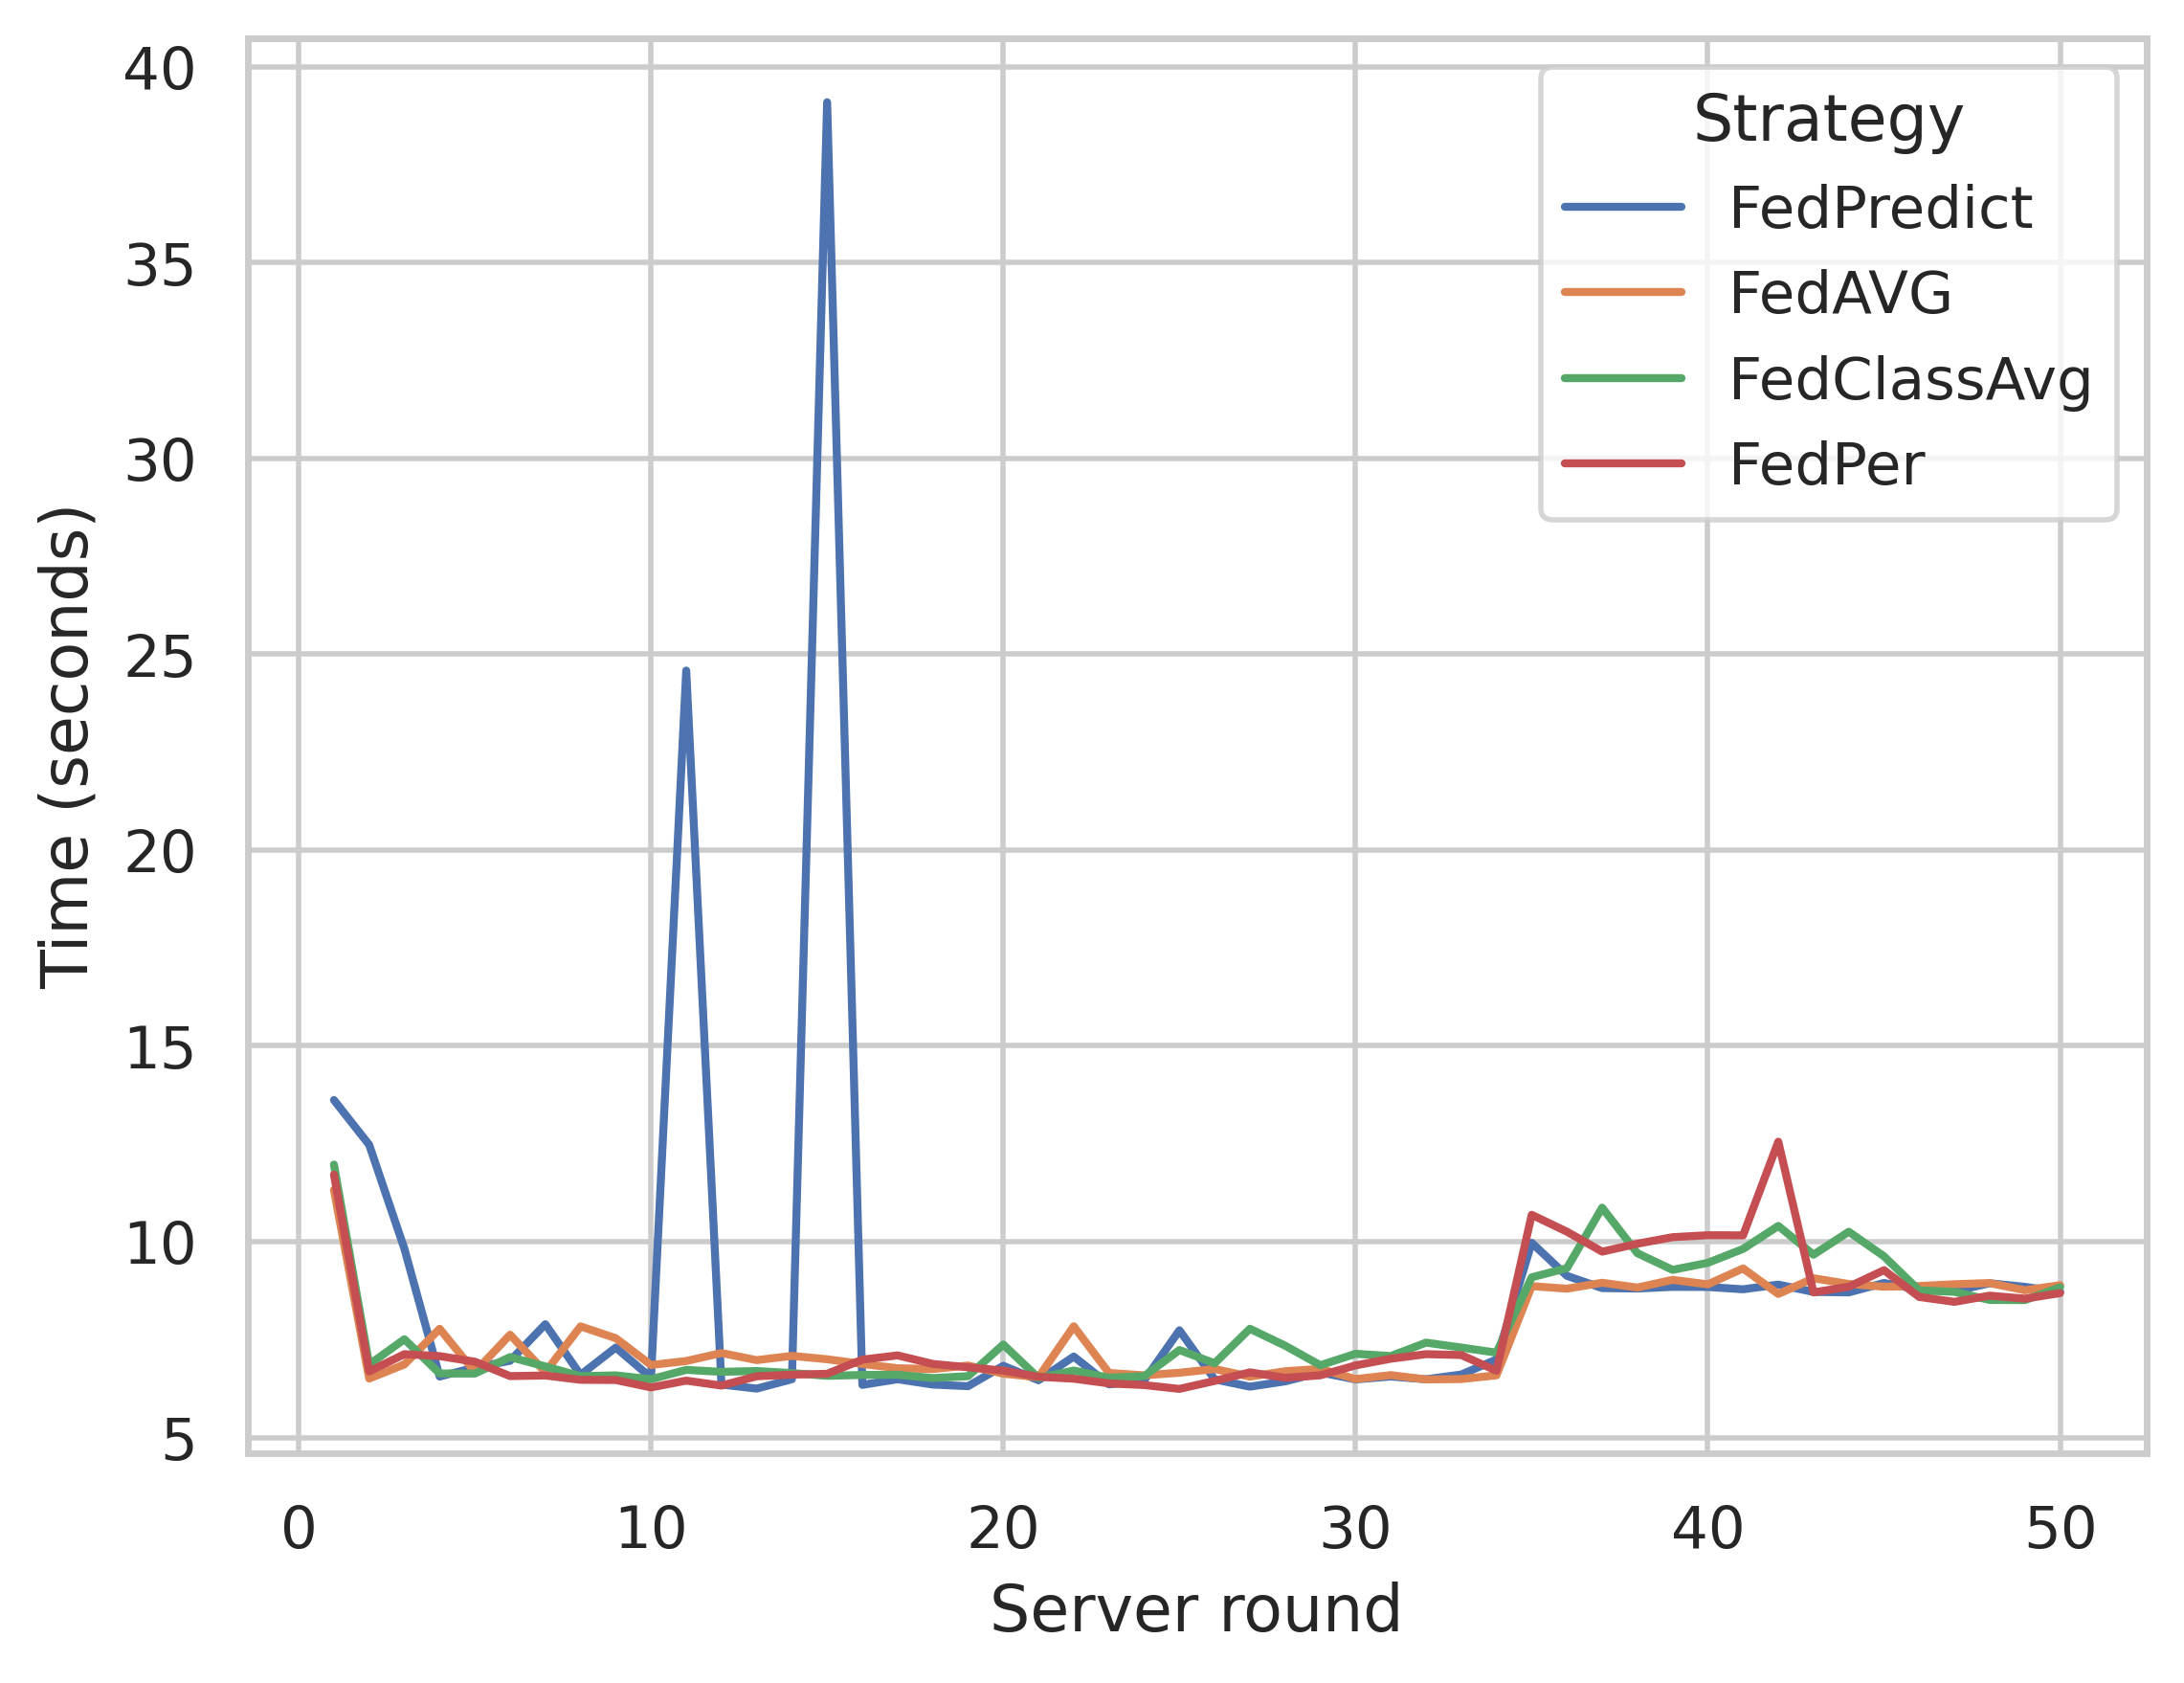 40
35
30
25
20
15
10
5
Time (seconds)
0 10 20 30 40 50
Server round
Strategy
FedPredict
FedAVG
FedClassAvg
FedPer